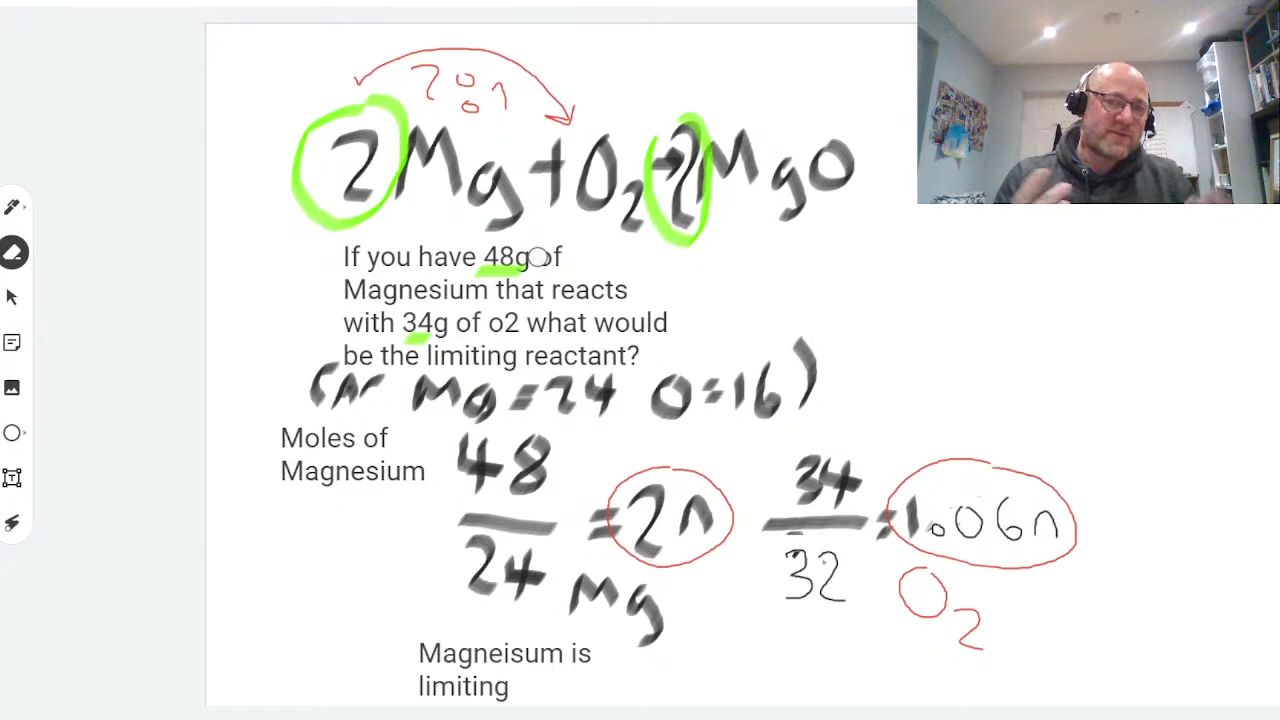 2:1
2Mg+O2→2MgO
If you have 48g of
Magnesium that reacts
with 34g of o2 what would
be the limiting reactant?
(Ar Mg=24 O=16)
Moles of
Magnesium
48
24
=2n
Mg
34
32
=1.06n
O2
Magneisum is
limiting